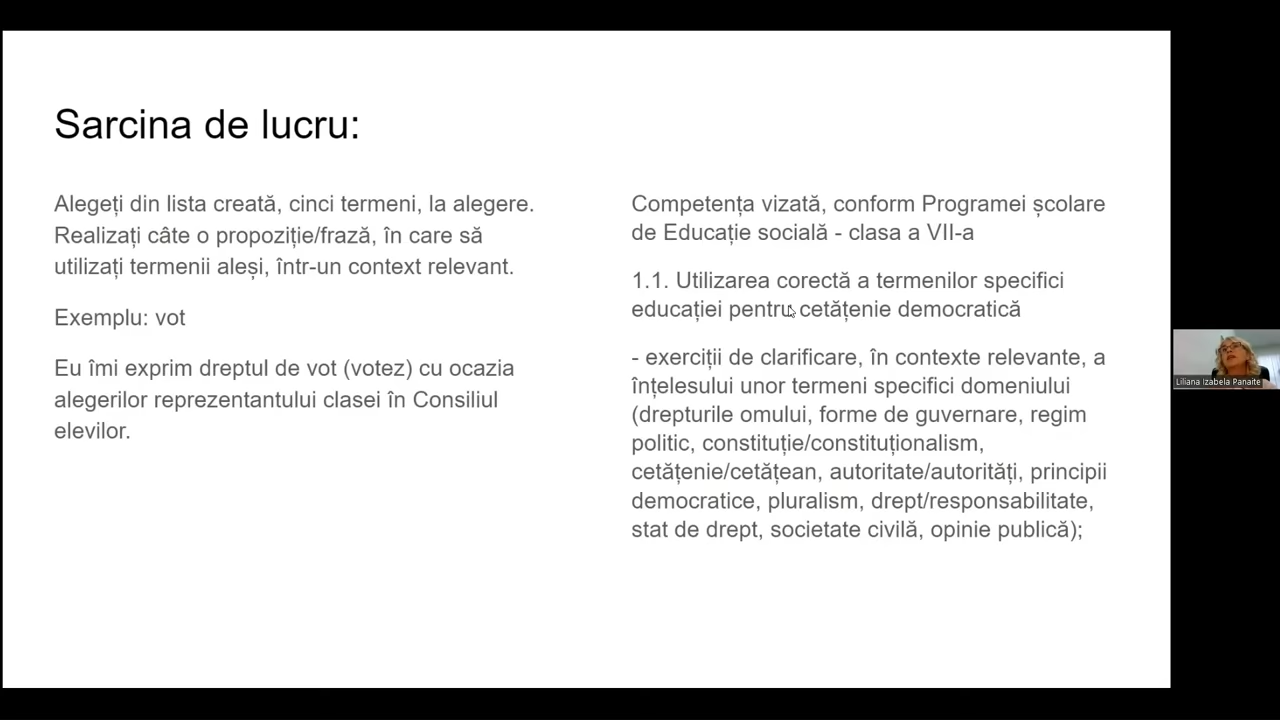 Sarcina de lucru:
Alegeți din lista creată, cinci termeni, la alegere.
Realizați câte o propoziție/frază, în care să
utilizați termenii aleși, într-un context relevant.
Exemplu: vot
Eu îmi exprim dreptul de vot (votez) cu ocazia
alegerilor reprezentantului clasei în Consiliul
elevilor.
Competența vizată, conform Programei școlare
de Educație socială - clasa a VII-a
1.1. Utilizarea corectă a termenilor specifici
educației pentru cetățenie democratică
- exerciții de clarificare, în contexte relevante, a
înțelesului unor termeni specifici domeniului
(drepturile omului, forme de guvernare, regim
politic, constituție/constituționalism,
cetățenie/cetățean, autoritate/autorități, principii
democratice, pluralism, drept/responsabilitate,
stat de drept, societate civilă, opinie publică);
Liliana Izabela Panaite